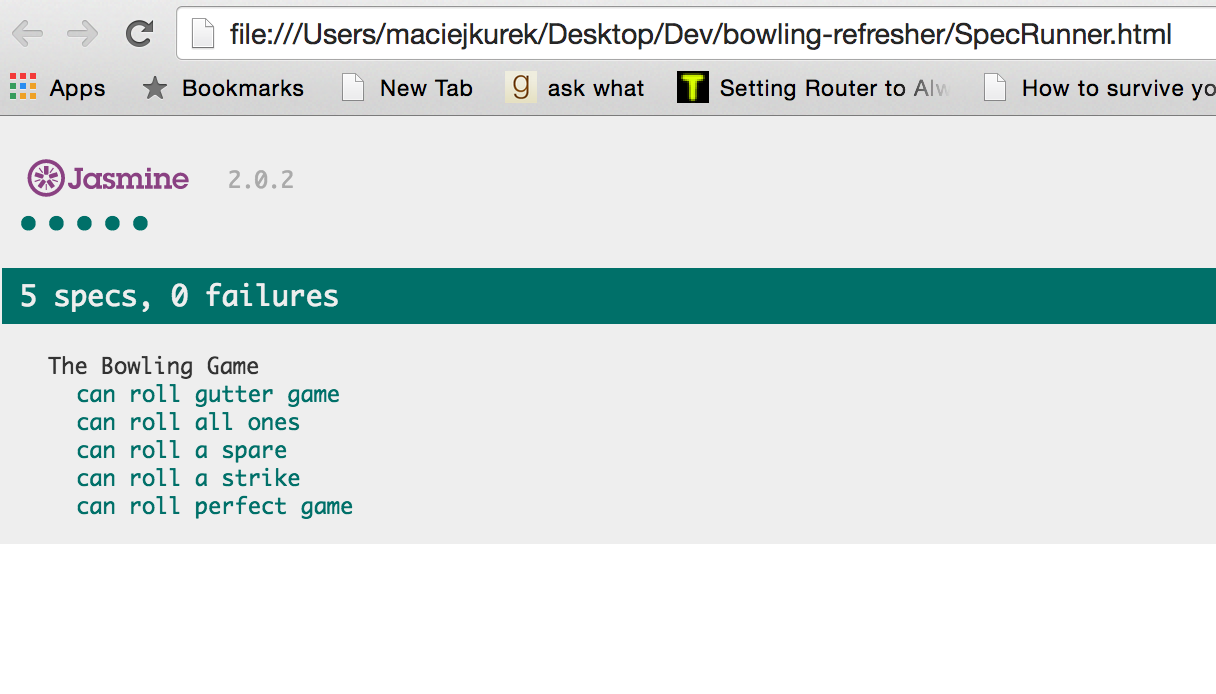 file:///Users/maciejkurek/Desktop/Dev/bowling-refresher/SpecRunner.html
Apps Bookmarks New Tab g ask what T Setting Router to Alw How to survive yo
Jasmine 2.0.2
5 specs, 0 failures
The Bowling Game
can roll gutter game
can roll all ones
can roll a spare
can roll a strike
can roll perfect game